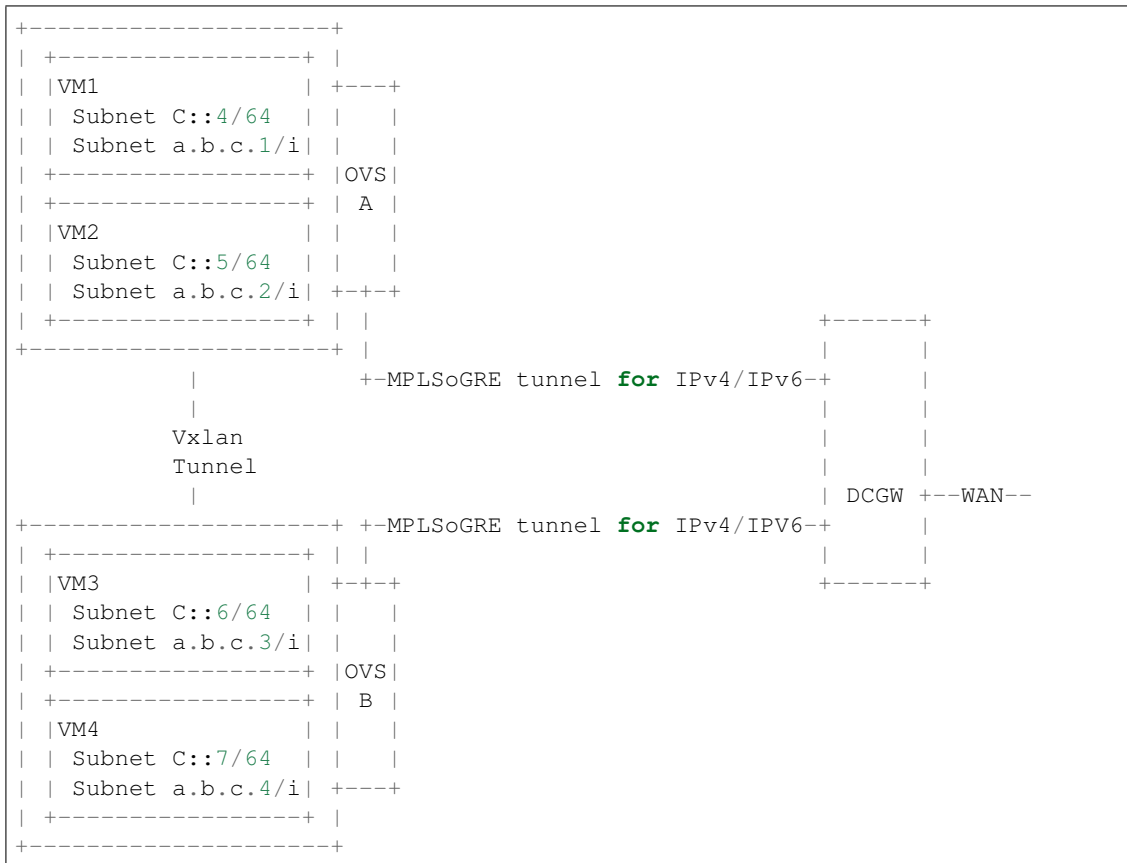 +---------------------+
| +-----------------+ |
| |VM1              | +---+
| | Subnet C::4/64  | |   |
| | Subnet a.b.c.1/i| |   |
| +-----------------+ |OVS|
| +-----------------+ | A |
| |VM2              | |   |
| | Subnet C::5/64  | |   |
| | Subnet a.b.c.2/i| +-+-+
| +-----------------+ | |                             +------+
+---------------------+ |                             |      |
           |            +-MPLSoGRE tunnel for IPv4/IPv6-+      |
           |                                          |      |
          Vxlan                                       |      |
          Tunnel                                      |      |
           |                                          | DCGW +--WAN--
+---------------------+ +-MPLSoGRE tunnel for IPv4/IPV6-+      |
| +-----------------+ | |                             |      |
| |VM3              | +-+-+                           +------+
| | Subnet C::6/64  | |   |
| | Subnet a.b.c.3/i| |   |
| +-----------------+ |OVS|
| +-----------------+ | B |
| |VM4              | |   |
| | Subnet C::7/64  | |   |
| | Subnet a.b.c.4/i| +---+
| +-----------------+ |
+---------------------+